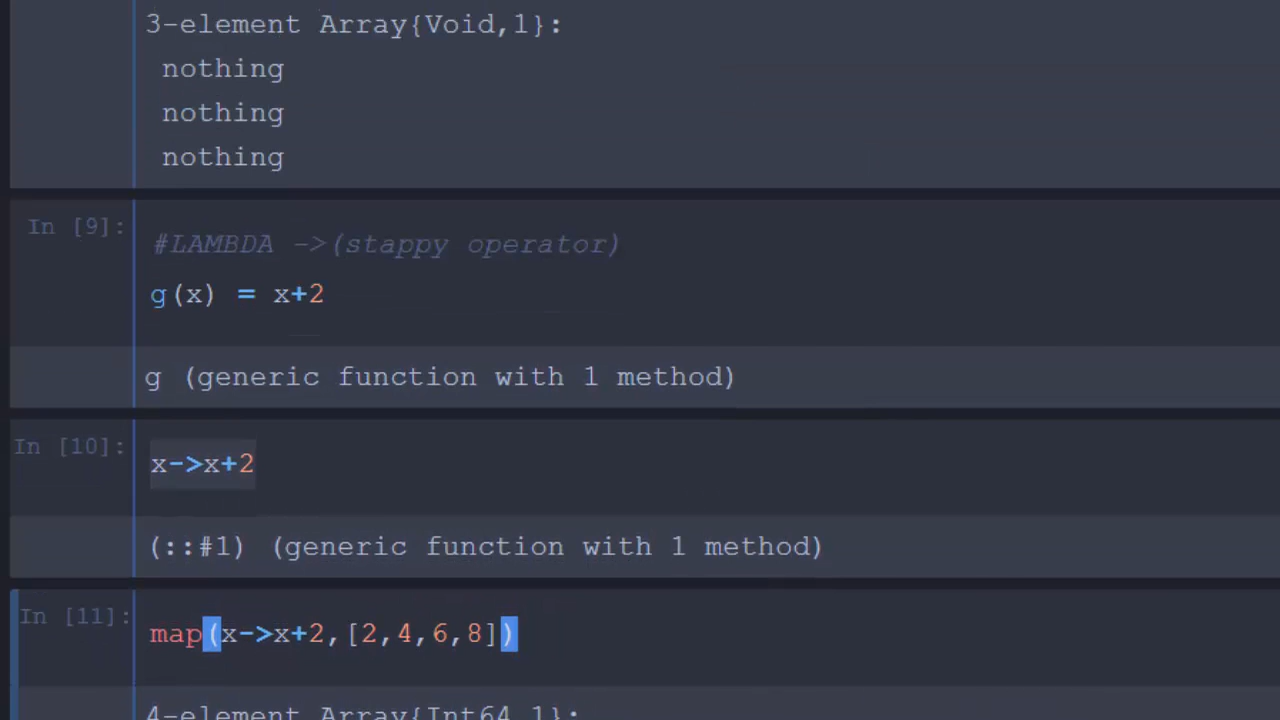 3-element Array{Void,1}:
nothing
nothing
nothing
In [9]:
#LAMBDA ->(stappy operator)
g(x) = x+2
g (generic function with 1 method)
In [10]:
x->x+2
(::#1) (generic function with 1 method)
In [11]:
map(x->x+2,[2,4,6,8])
4-element Array{Int64,1}: